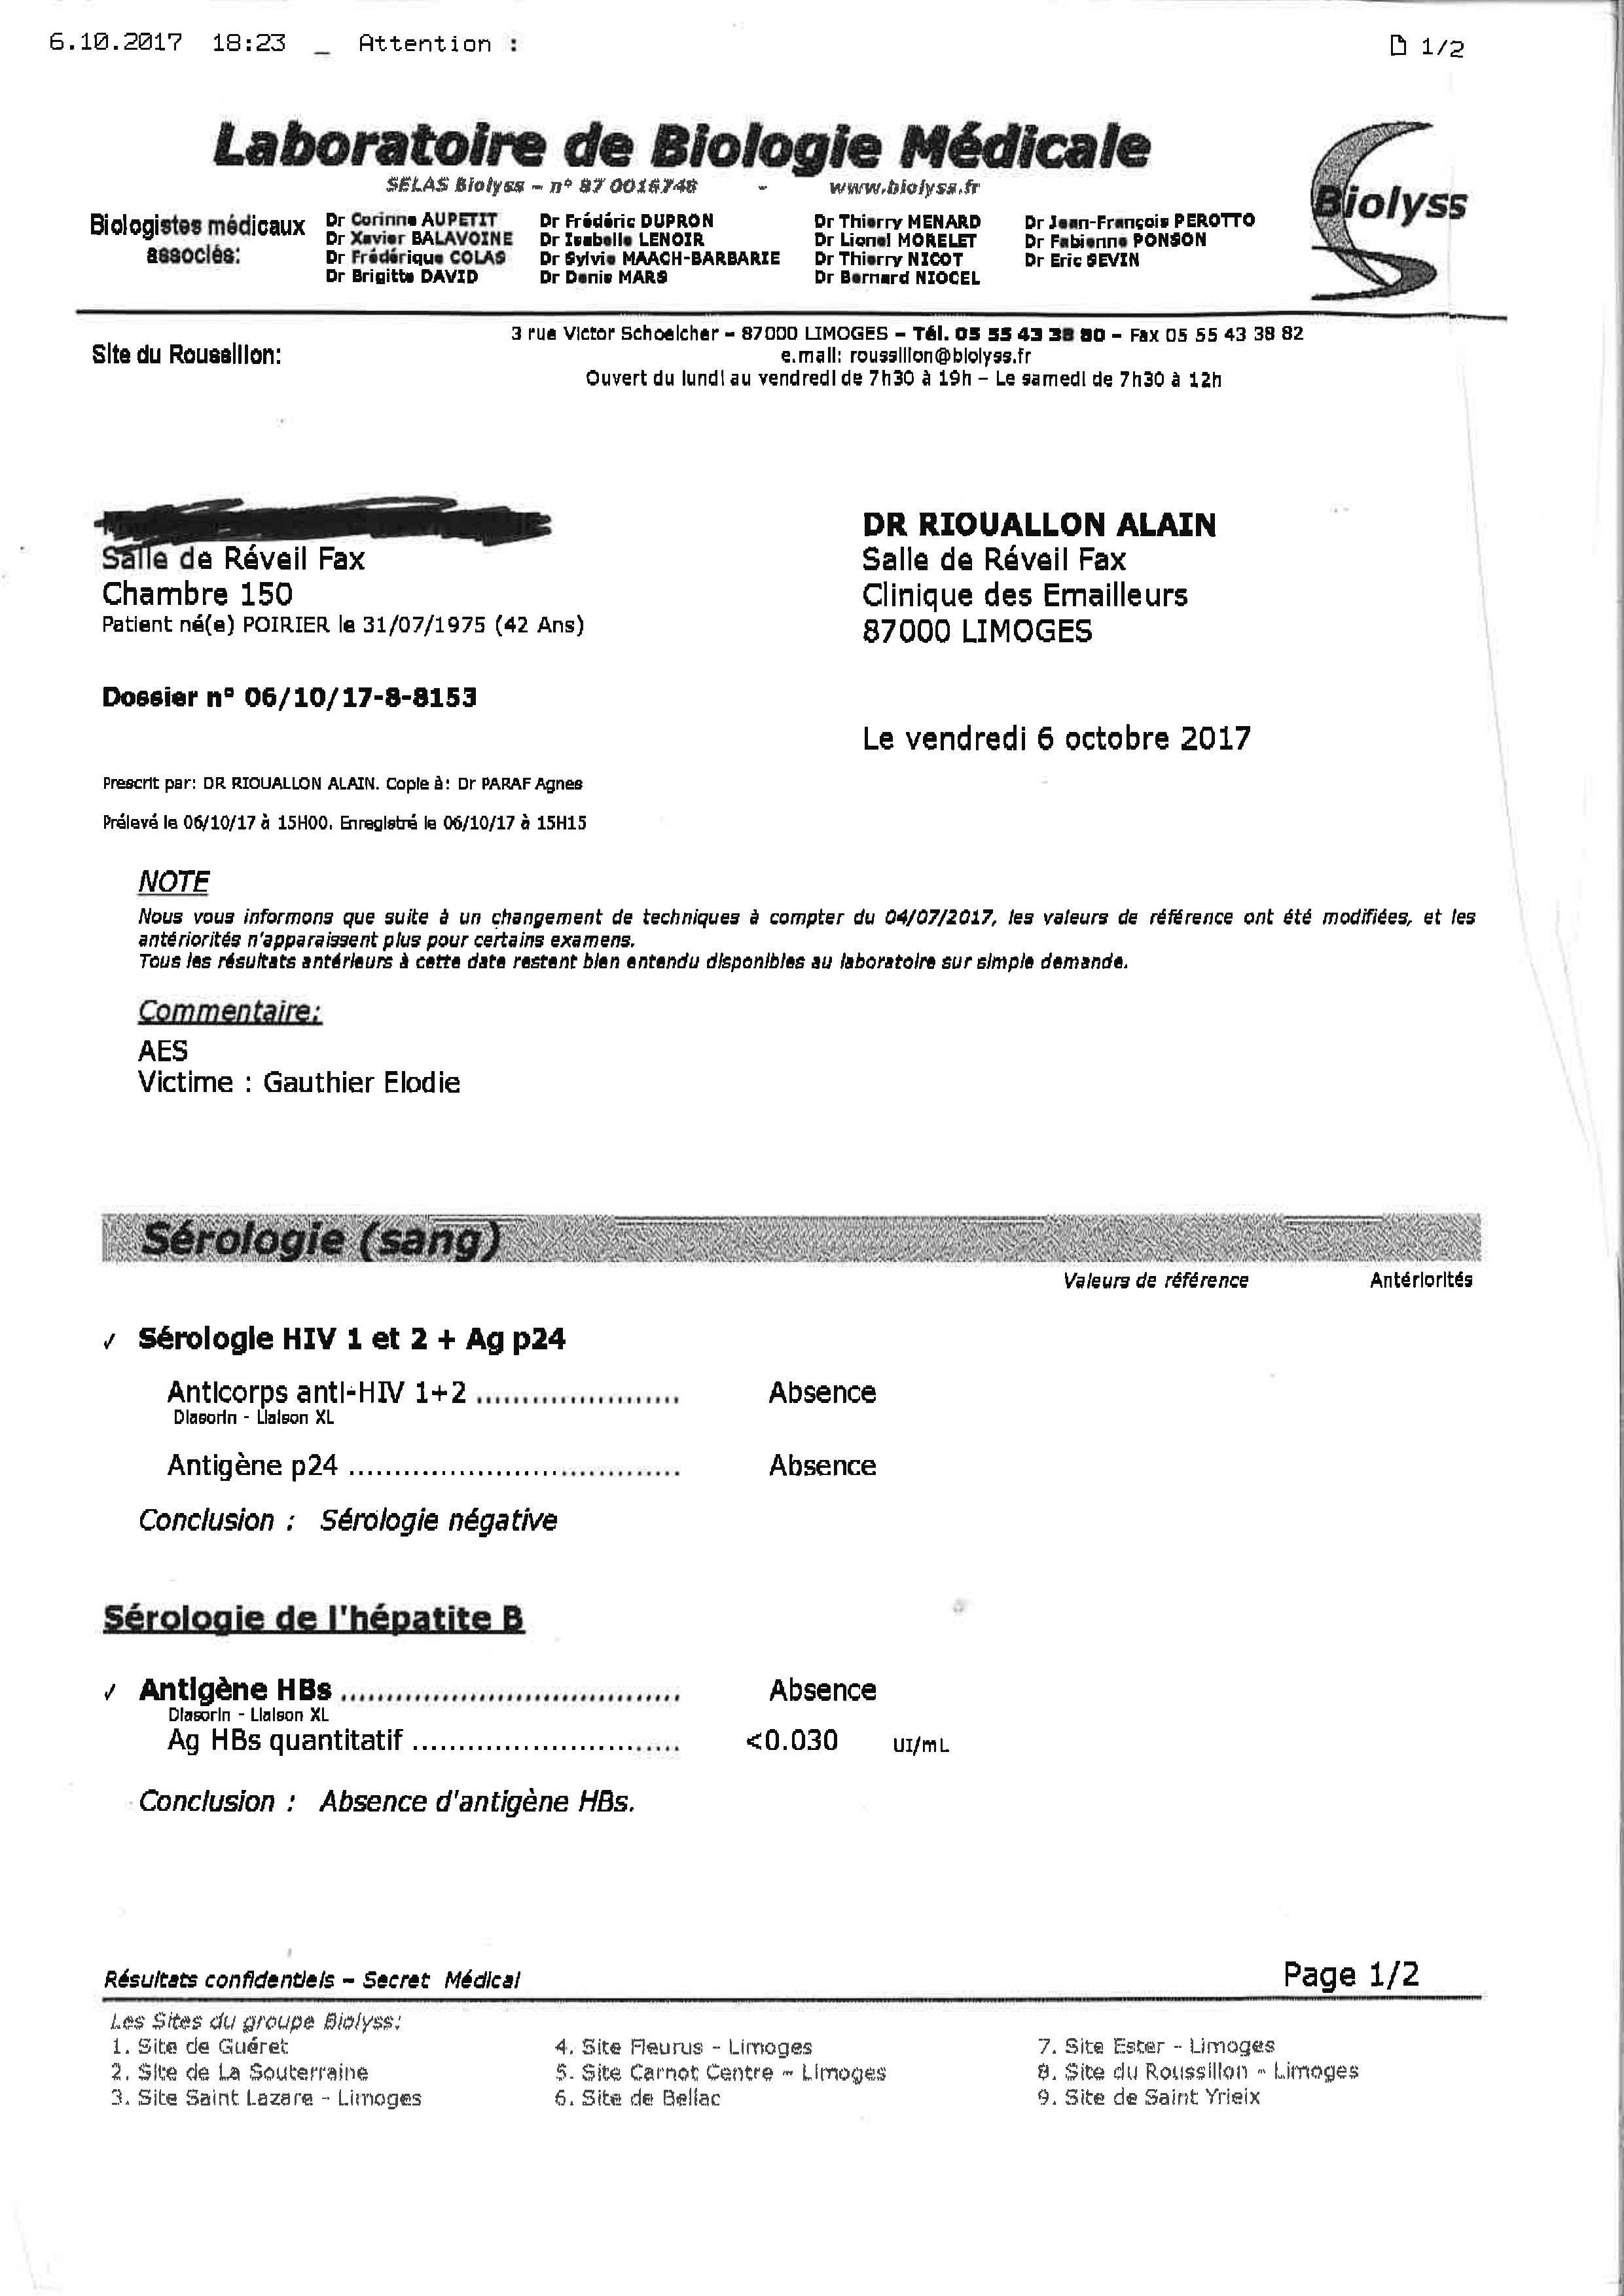 6.10.2017 18:23 _ Attention : 1/2
Laboratoire de Biologie Médicale
SELAS Biolyss – n° 87 0016748 - www.biolyss.fr
Biolyss
Biologistes médicaux associés:
Dr Corinne AUPETIT Dr Frédéric DUPRON Dr Thierry MENARD Dr Jean-François PEROTTO
Dr Xavier BALAVOINE Dr Isabelle LENOIR Dr Lionel MORELET Dr Fabienne PONSON
Dr Frédérique COLAS Dr Sylvie MAACH-BARBARIE Dr Thierry NICOT Dr Eric SEVIN
Dr Brigitte DAVID Dr Denis MARS Dr Bernard NIOCEL
Site du Roussillon:
3 rue Victor Schoelcher – 87000 LIMOGES – Tél. 05 55 43 38 80 – Fax 05 55 43 38 82
e.mail: roussillon@biolyss.fr
Ouvert du lundi au vendredi de 7h30 à 19h – Le samedi de 7h30 à 12h
Salle de Réveil Fax
Chambre 150
Patient né(e) POIRIER le 31/07/1975 (42 Ans)
DR RIOUALLON ALAIN
Salle de Réveil Fax
Clinique des Emailleurs
87000 LIMOGES
Dossier n° 06/10/17-8-8153
Le vendredi 6 octobre 2017
Prescrit par: DR RIOUALLON ALAIN. Copie à: Dr PARAF Agnes
Prélevé le 06/10/17 à 15H00. Enregistré le 06/10/17 à 15H15
NOTE
Nous vous informons que suite à un changement de techniques à compter du 04/07/2017, les valeurs de référence ont été modifiées, et les
antériorités n'apparaissent plus pour certains examens.
Tous les résultats antérieurs à cette date restent bien entendu disponibles au laboratoire sur simple demande.
Commentaire:
AES
Victime : Gauthier Elodie
Sérologie (sang)
Valeurs de référence Antériorités
✓ Sérologie HIV 1 et 2 + Ag p24
Anticorps anti-HIV 1+2 ...................... Absence
Diasorin - Liaison XL
Antigène p24 .................................... Absence
Conclusion : Sérologie négative
Sérologie de l'hépatite B
✓ Antigène HBs .................................... Absence
Diasorin - Liaison XL
Ag HBs quantitatif ............................. <0.030 UI/mL
Conclusion : Absence d'antigène HBs.
Résultats confidentiels – Secret Médical Page 1/2
Les Sites du groupe Biolyss:
1. Site de Guéret 4. Site Fleurus - Limoges 7. Site Ester - Limoges
2. Site de La Souterraine 5. Site Carnot Centre - Limoges 8. Site du Roussillon - Limoges
3. Site Saint Lazare - Limoges 6. Site de Bellac 9. Site de Saint Yrieix